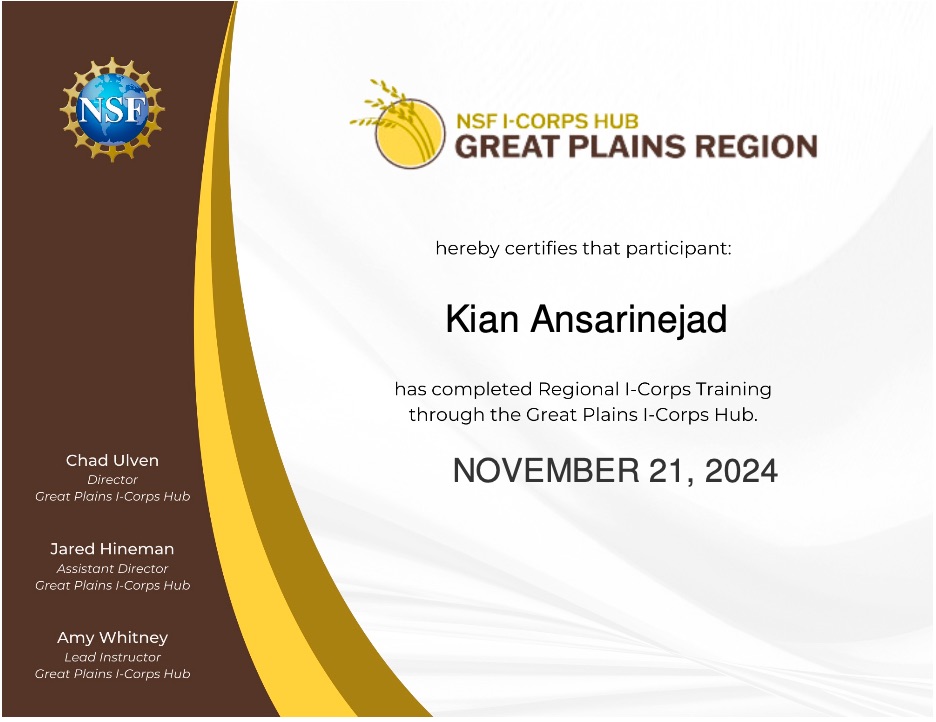 NSF
NSF I-CORPS HUB
GREAT PLAINS REGION
hereby certifies that participant:
Kian Ansarinejad
has completed Regional I-Corps Training
through the Great Plains I-Corps Hub.
NOVEMBER 21, 2024
Chad Ulven
Director
Great Plains I-Corps Hub
Jared Hineman
Assistant Director
Great Plains I-Corps Hub
Amy Whitney
Lead Instructor
Great Plains I-Corps Hub